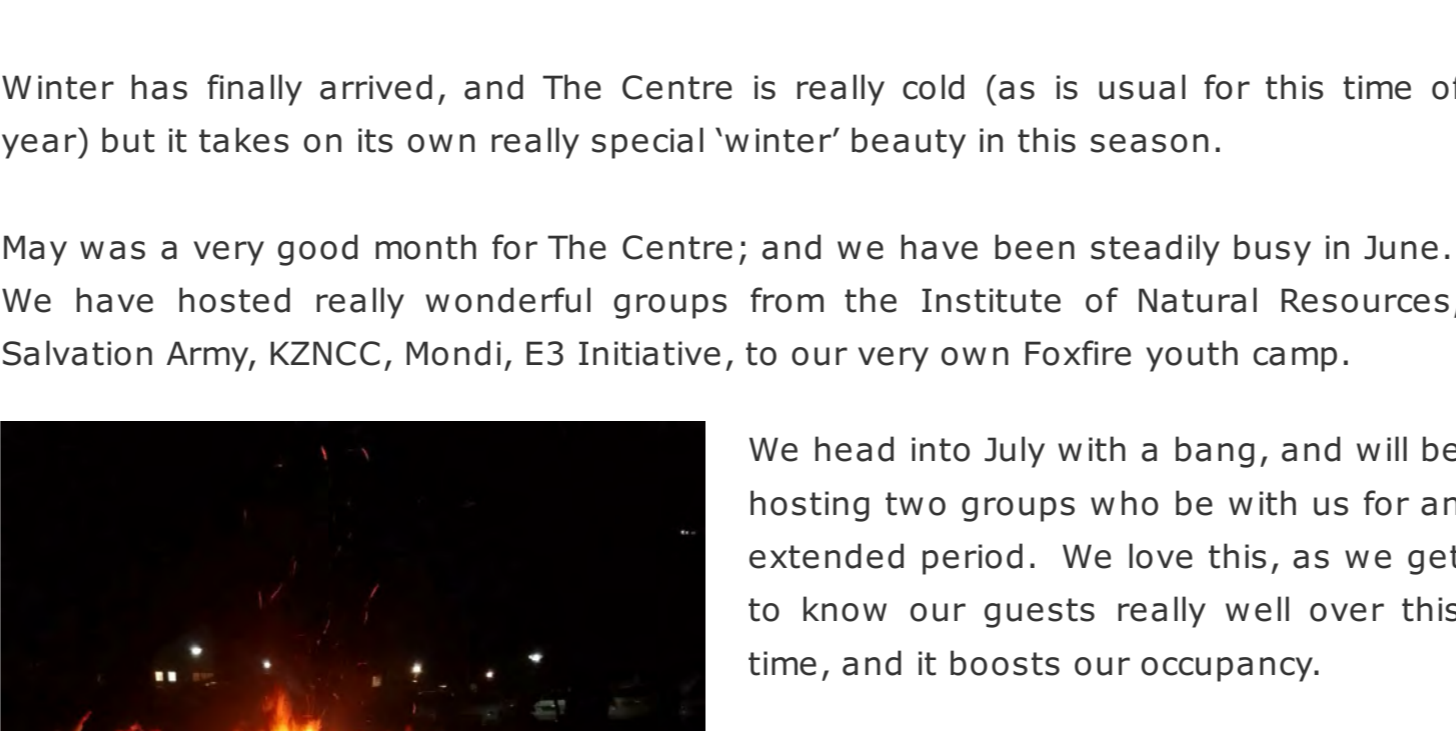 Winter has finally arrived, and The Centre is really cold (as is usual for this time of
year) but it takes on its own really special ‘winter’ beauty in this season.
May was a very good month for The Centre; and we have been steadily busy in June.
We have hosted really wonderful groups from the Institute of Natural Resources,
Salvation Army, KZNCC, Mondi, E3 Initiative, to our very own Foxfire youth camp.
We head into July with a bang, and will be
hosting two groups who be with us for an
extended period.  We love this, as we get
to know our guests really well over this
time, and it boosts our occupancy.